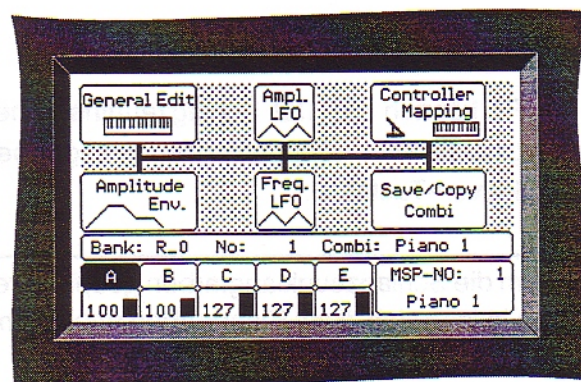 General Edit
Ampl.
LFO
Controller
Mapping
Amplitude
Env.
Freq.
LFO
Save/Copy
Combi
Bank: R_0 No: 1 Combi: Piano 1
A B C D E MSP-NO: 1
100 100 127 127 127 Piano 1